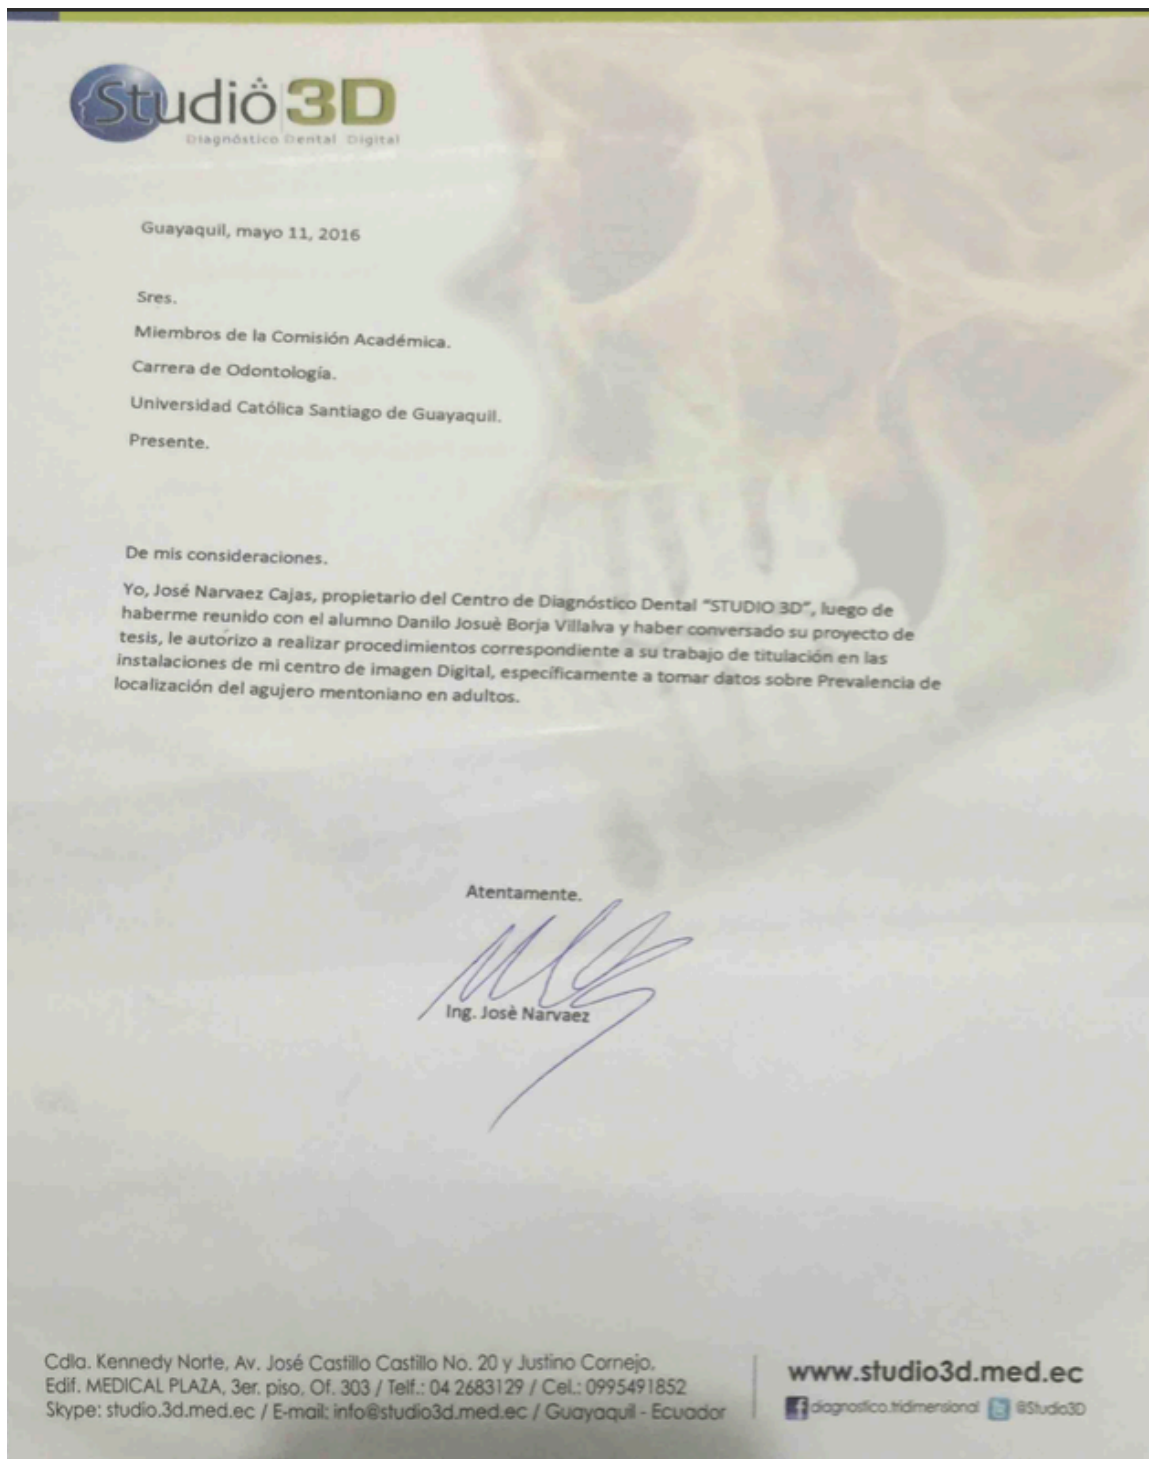 Studio 3D
Diagnóstico Dental Digital
Guayaquil, mayo 11, 2016
Sres.
Miembros de la Comisión Académica.
Carrera de Odontología.
Universidad Católica Santiago de Guayaquil.
Presente.
De mis consideraciones.
Yo, José Narvaez Cajas, propietario del Centro de Diagnóstico Dental "STUDIO 3D", luego de
haberme reunido con el alumno Danilo Josuè Borja Villalva y haber conversado su proyecto de
tesis, le autorizo a realizar procedimientos correspondiente a su trabajo de titulación en las
instalaciones de mi centro de imagen Digital, específicamente a tomar datos sobre Prevalencia de
localización del agujero mentoniano en adultos.
Atentamente.
Ing. Josè Narvaez
Cdla. Kennedy Norte, Av. José Castillo Castillo No. 20 y Justino Cornejo,
Edif. MEDICAL PLAZA, 3er. piso, Of. 303 / Telf.: 04 2683129 / Cel.: 0995491852
Skype: studio.3d.med.ec / E-mail: info@studio3d.med.ec / Guayaquil - Ecuador
www.studio3d.med.ec
diagnostico.tridimensional @Studio3D